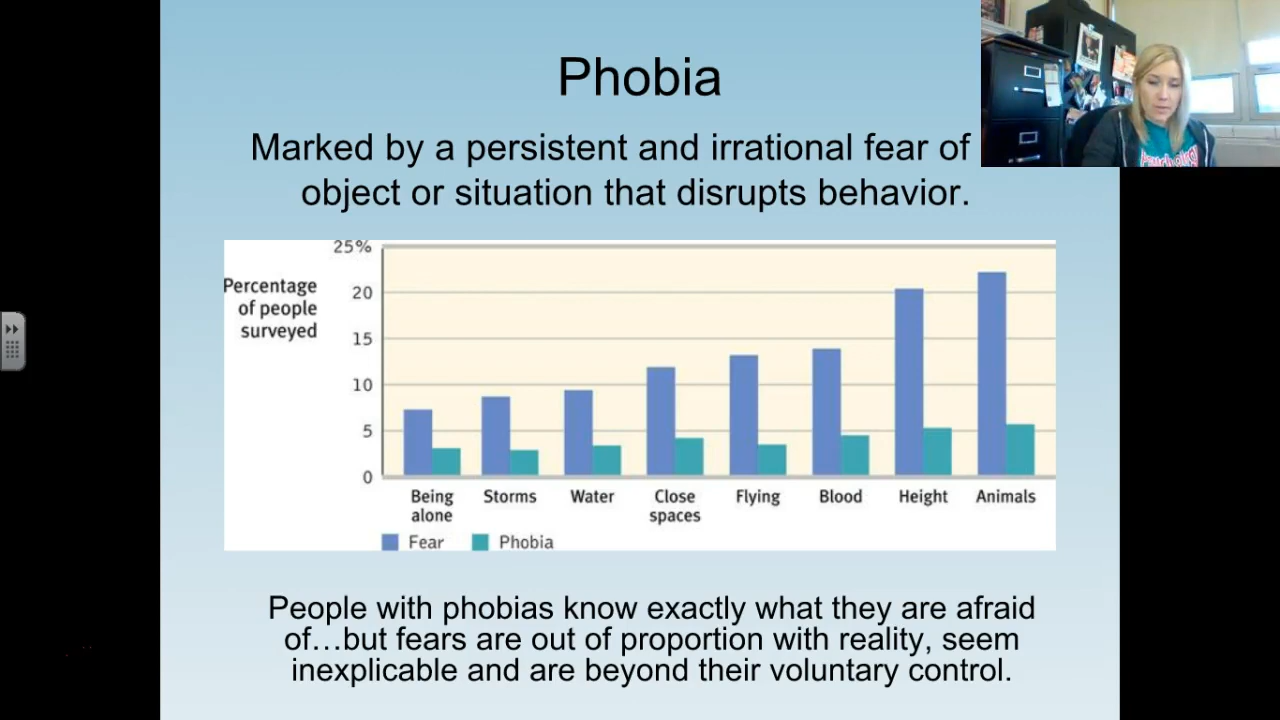 Phobia
Marked by a persistent and irrational fear of
object or situation that disrupts behavior.
25%
Percentage
of people
surveyed
20
15
10
5
0
Being
alone
Storms
Water
Close
spaces
Flying
Blood
Height
Animals
Fear
Phobia
People with phobias know exactly what they are afraid
of…but fears are out of proportion with reality, seem
inexplicable and are beyond their voluntary control.